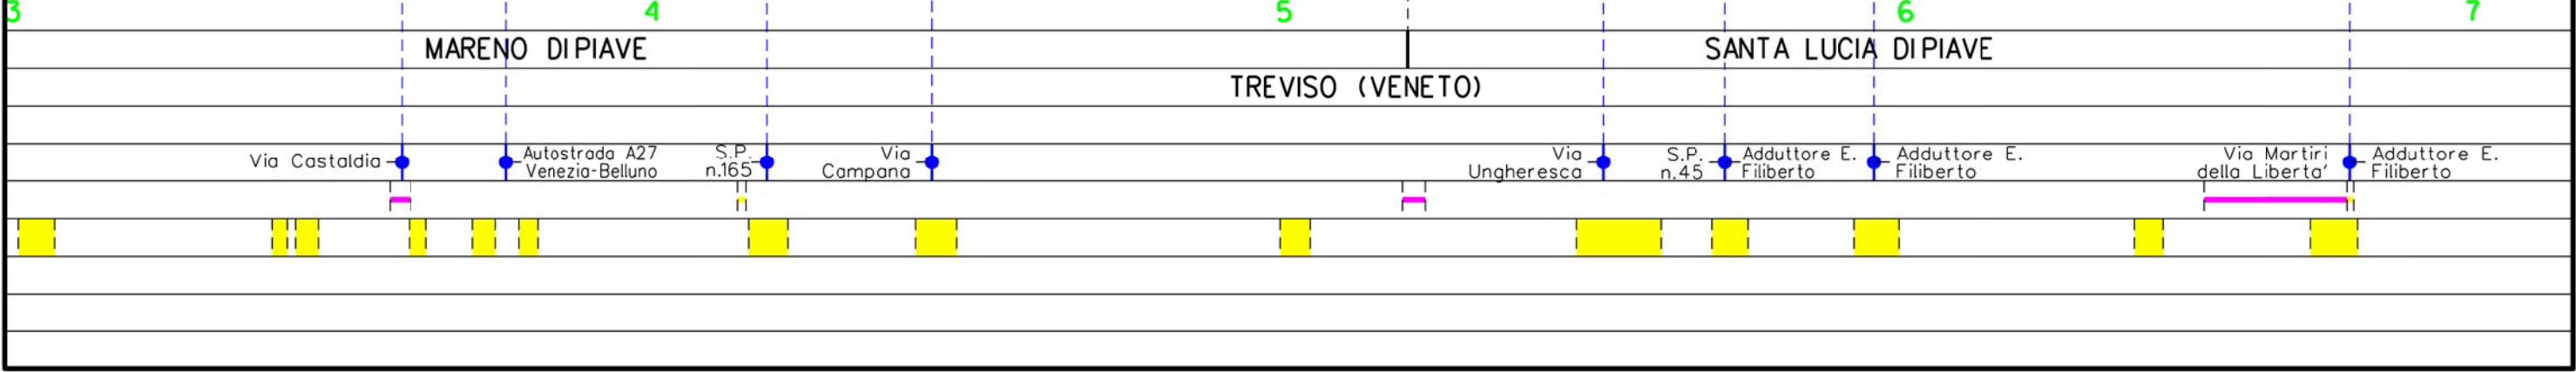 3 4 5 6 7
MARENO DI PIAVE SANTA LUCIA DI PIAVE
TREVISO (VENETO)
Via Castaldia
Autostrada A27
Venezia-Belluno
S.P.
n.165
Via
Campana
Via
Ungheresca
S.P.
n.45
Adduttore E.
Filiberto
Adduttore E.
Filiberto
Via Martiri
della Liberta'
Adduttore E.
Filiberto